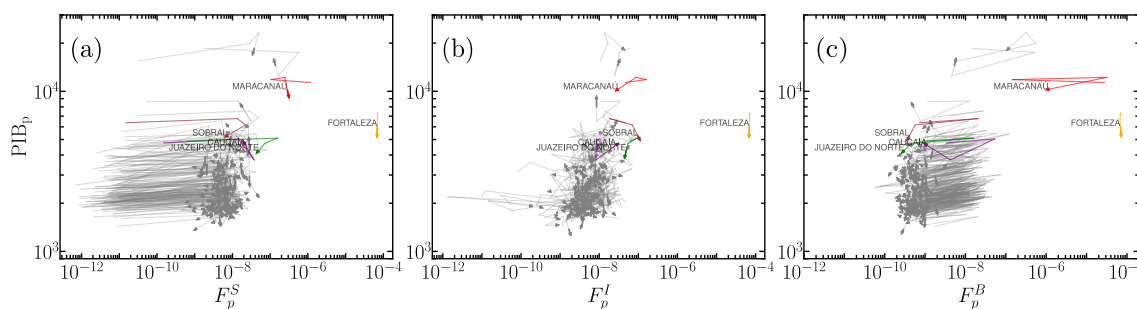 (a)
MARACANAÚ
FORTALEZA
SOBRAL
CAUCAIA
JUAZEIRO DO NORTE
PIB_p
10^4
10^3
10^{-12} 10^{-10} 10^{-8} 10^{-6} 10^{-4}
F_p^S
(b)
MARACANAÚ
FORTALEZA
SOBRAL
CAUCAIA
JUAZEIRO DO NORTE
10^4
10^3
10^{-12} 10^{-10} 10^{-8} 10^{-6} 10^{-4}
F_p^I
(c)
MARACANAÚ
FORTALEZA
SOBRAL
CAUCAIA
JUAZEIRO DO NORTE
10^4
10^3
10^{-12} 10^{-10} 10^{-8} 10^{-6} 10^{-4}
F_p^B